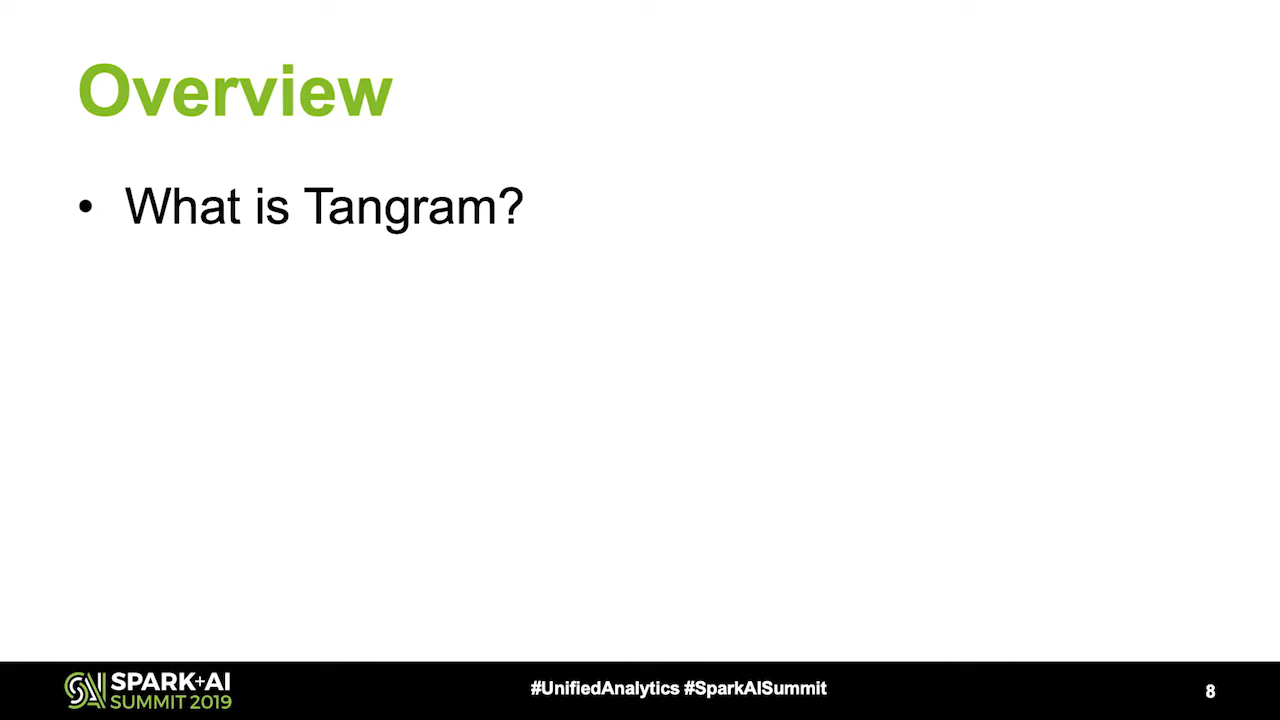 Overview
• What is Tangram?
SPARK+AI
SUMMIT 2019
#UnifiedAnalytics #SparkAISummit
8